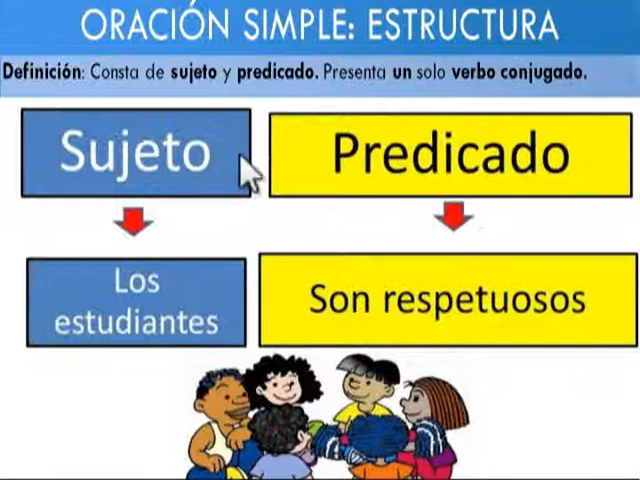 ORACIÓN SIMPLE: ESTRUCTURA
Definición: Consta de sujeto y predicado. Presenta un solo verbo conjugado.
Sujeto
Predicado
Los
estudiantes
Son respetuosos